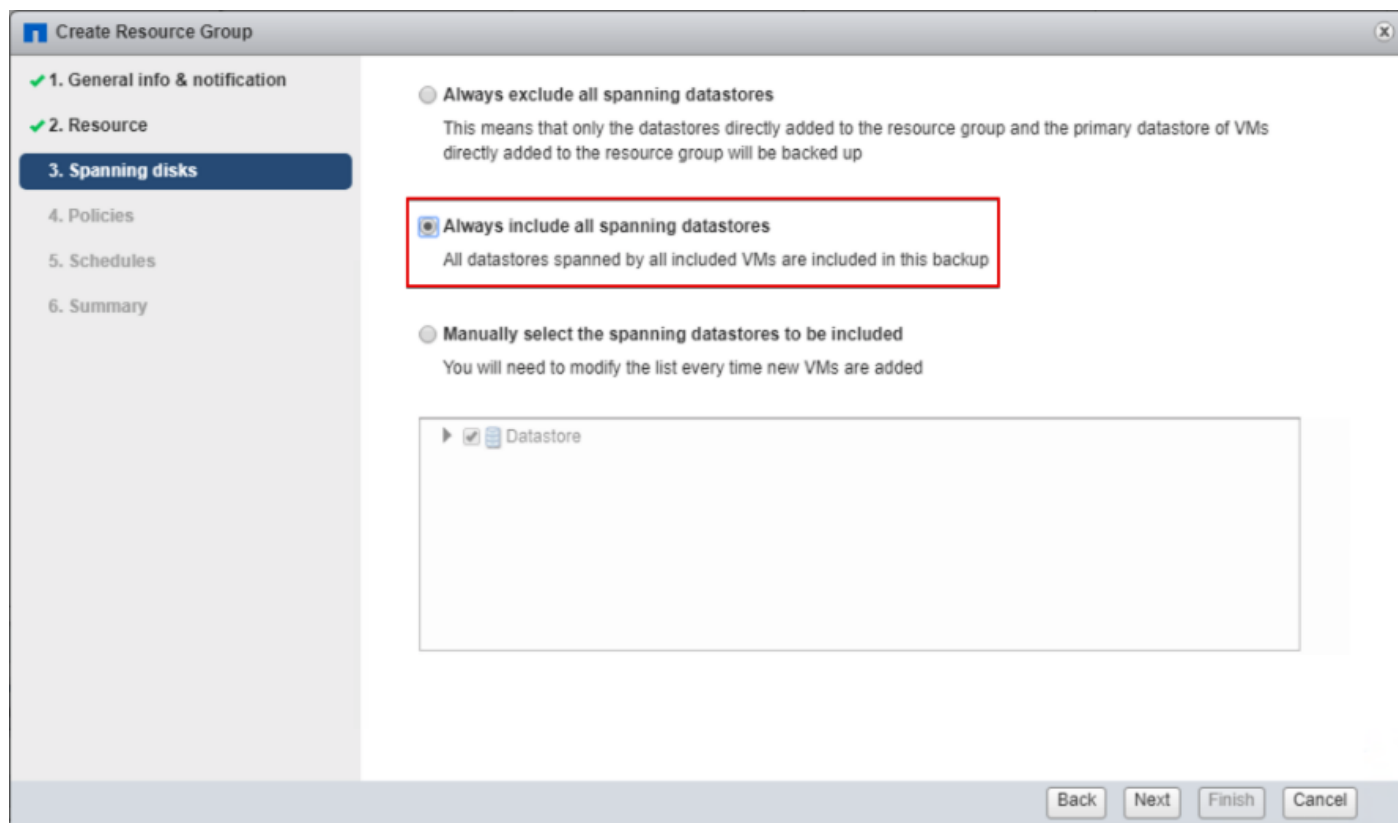 Create Resource Group
1. General info & notification
2. Resource
3. Spanning disks
4. Policies
5. Schedules
6. Summary
Always exclude all spanning datastores
This means that only the datastores directly added to the resource group and the primary datastore of VMs
directly added to the resource group will be backed up
Always include all spanning datastores
All datastores spanned by all included VMs are included in this backup
Manually select the spanning datastores to be included
You will need to modify the list every time new VMs are added
Datastore
Back Next Finish Cancel